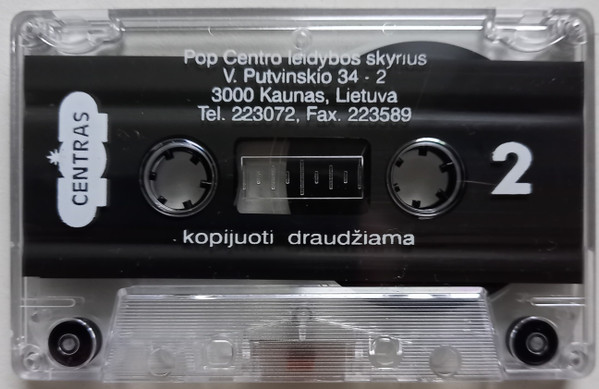 Pop Centro leidybos skyrius
V. Putvinskio 34 - 2
3000 Kaunas, Lietuva
Tel. 223072, Fax. 223589
CENTRAS
2
kopijuoti draudžiama